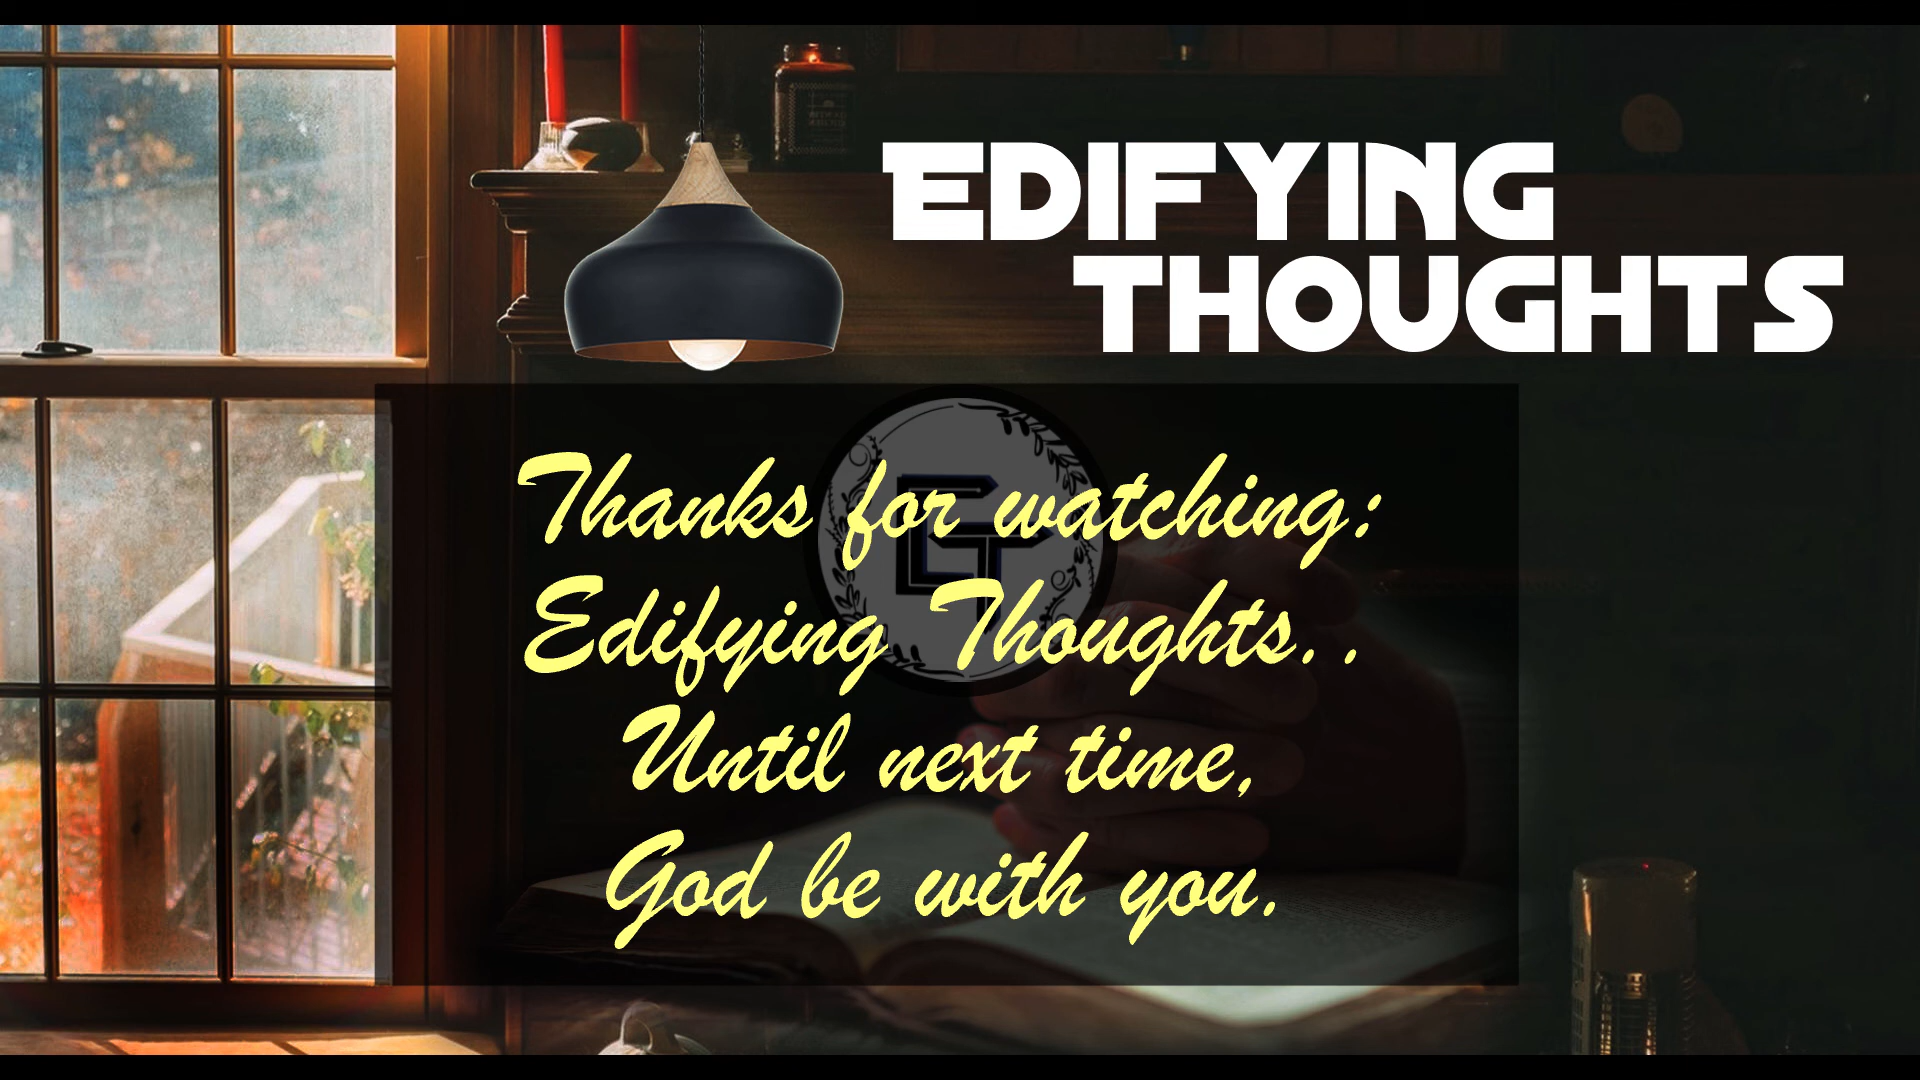 EDIFYING
THOUGHTS
Thanks for watching:
Edifying Thoughts..
Until next time,
God be with you.